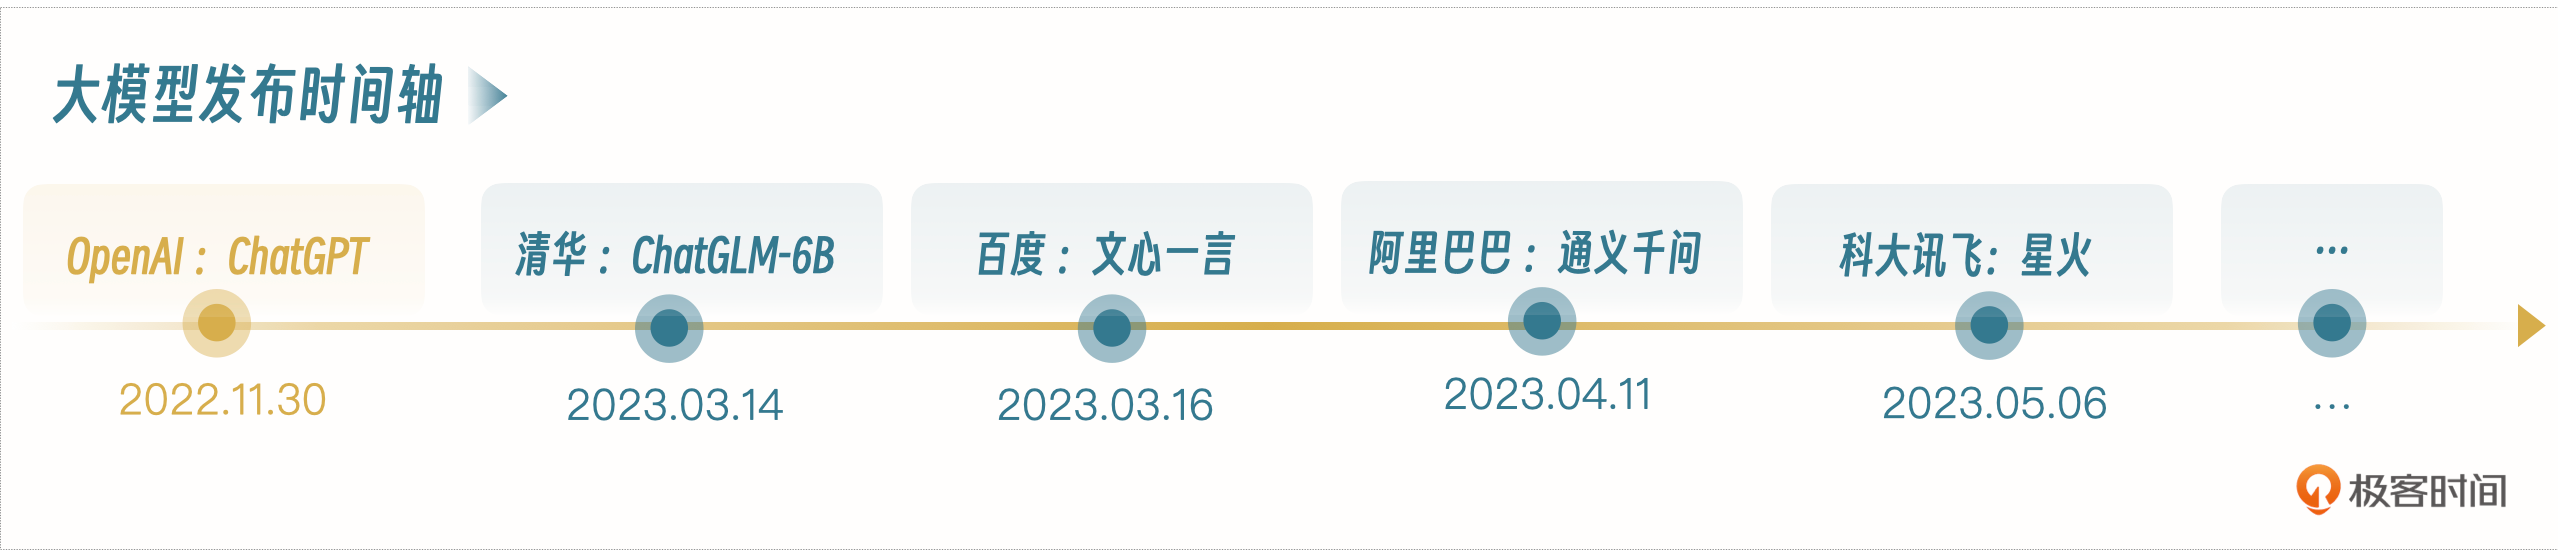 大模型发布时间轴
OpenAI：ChatGPT
2022.11.30
清华：ChatGLM-6B
2023.03.14
百度：文心一言
2023.03.16
阿里巴巴：通义千问
2023.04.11
科大讯飞：星火
2023.05.06
...
...
极客时间